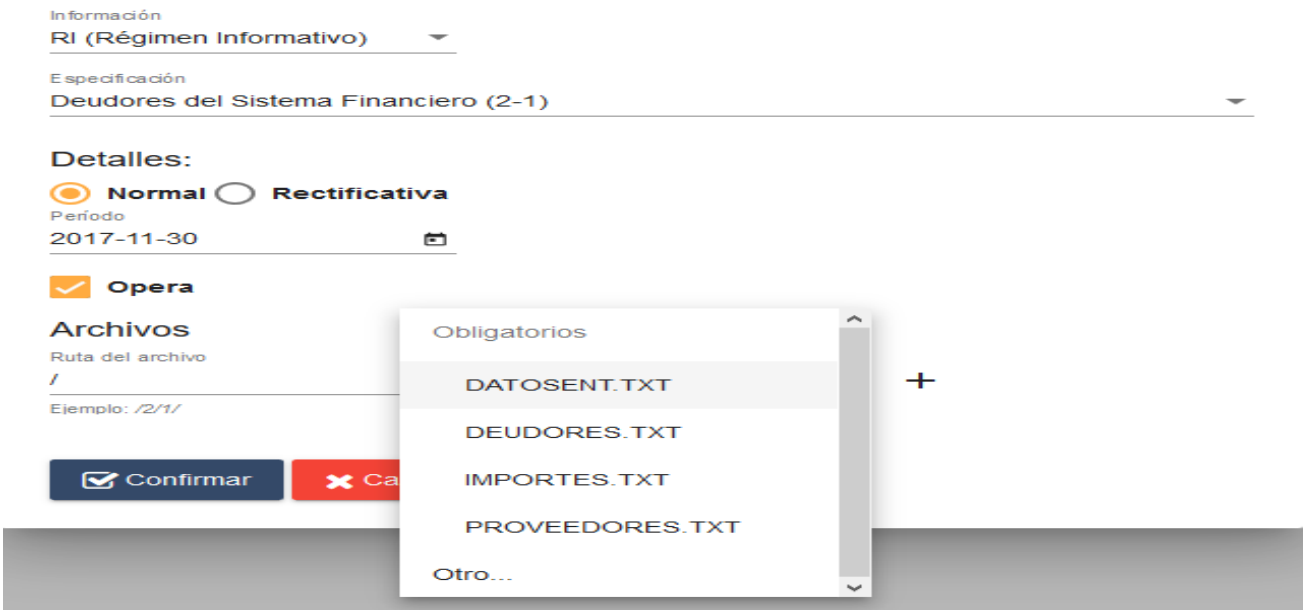 Información
RI (Régimen Informativo)
Especificación
Deudores del Sistema Financiero (2-1)
Detalles:
Normal Rectificativa
Período
2017-11-30
Opera
Archivos
Ruta del archivo
/
Ejemplo: /2/1/
Confirmar Ca
Obligatorios
DATOSENT.TXT
+
DEUDORES.TXT
IMPORTES.TXT
PROVEEDORES.TXT
Otro...